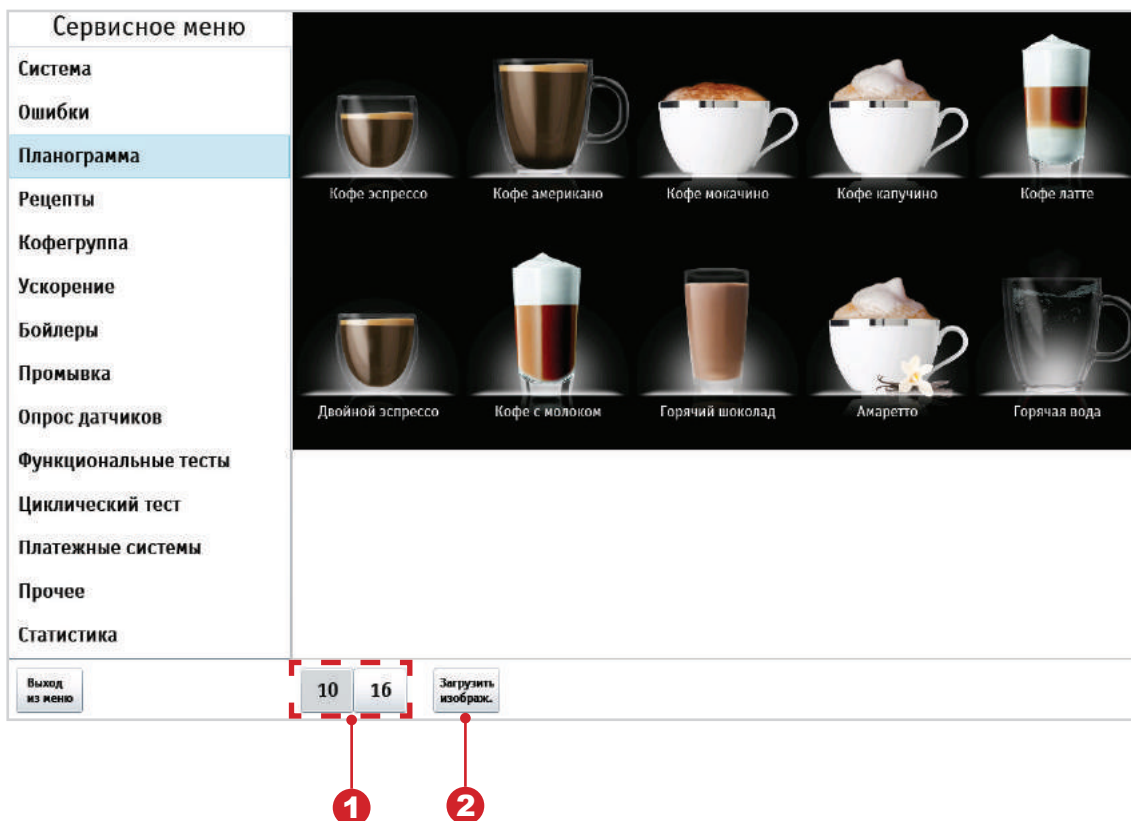 Сервисное меню
Система
Ошибки
Планограмма
Рецепты
Кофегруппа
Ускорение
Бойлеры
Промывка
Опрос датчиков
Функциональные тесты
Циклический тест
Платежные системы
Прочее
Статистика
Кофе эспрессо
Кофе американо
Кофе мокачино
Кофе капучино
Кофе латте
Двойной эспрессо
Кофе с молоком
Горячий шоколад
Амаретто
Горячая вода
Выход
из меню
10
16
Загрузить
изображ.
1
2